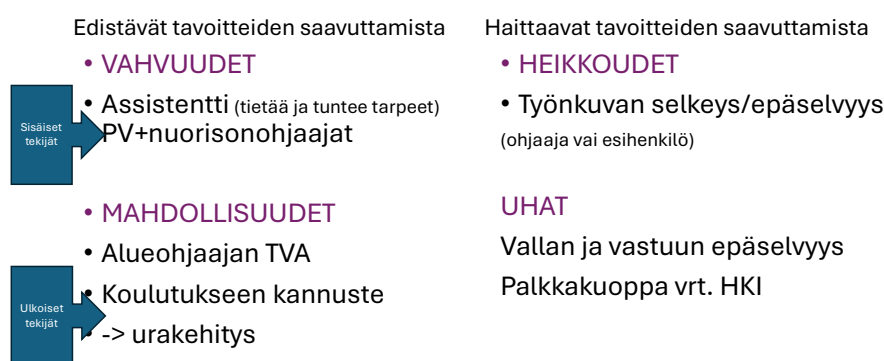 Edistävät tavoitteiden saavuttamista
Haittaavat tavoitteiden saavuttamista
• VAHVUUDET
• Assistentti (tietää ja tuntee tarpeet)
PV+nuorisonohjaajat
• HEIKKOUDET
• Työnkuvan selkeys/epäselvyys
(ohjaaja vai esihenkilö)
Sisäiset
tekijät
• MAHDOLLISUUDET
• Alueohjaajan TVA
• Koulutukseen kannuste
• -> urakehitys
UHAT
Vallan ja vastuun epäselvyys
Palkkakuoppa vrt. HKI
Ulkoiset
tekijät